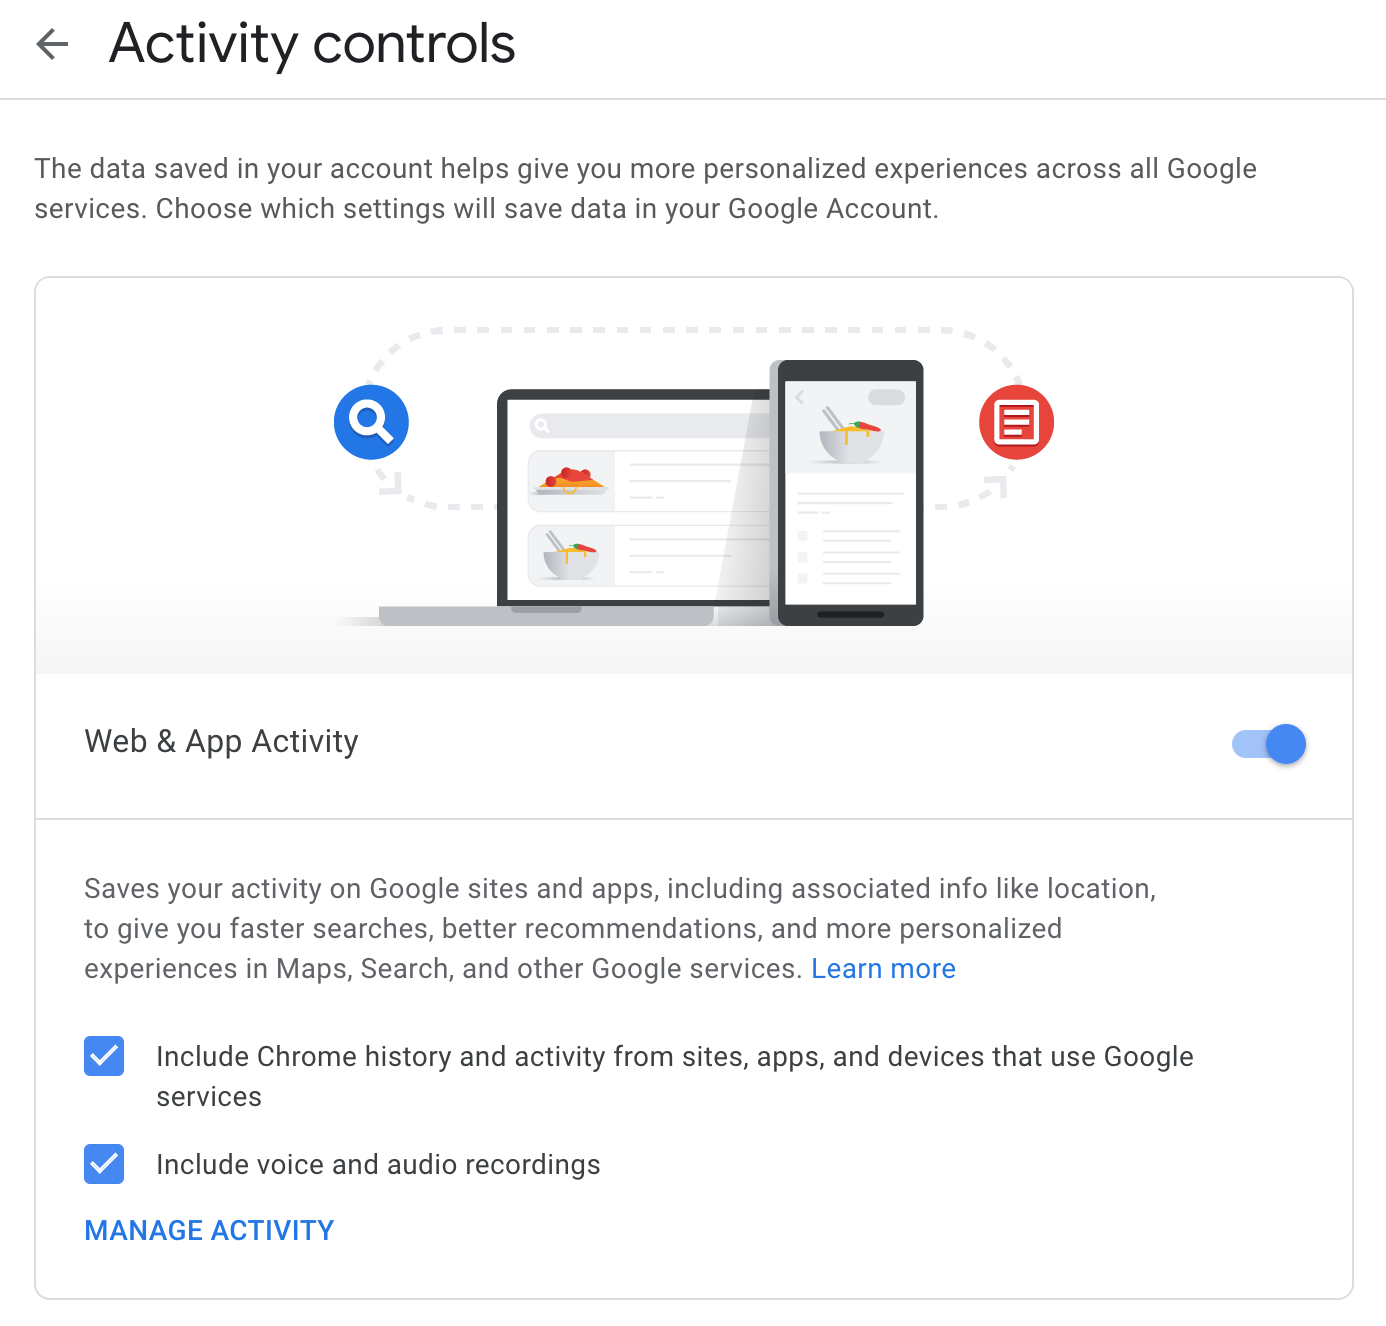 Activity controls
The data saved in your account helps give you more personalized experiences across all Google
services. Choose which settings will save data in your Google Account.
Web & App Activity
Saves your activity on Google sites and apps, including associated info like location,
to give you faster searches, better recommendations, and more personalized
experiences in Maps, Search, and other Google services. Learn more
Include Chrome history and activity from sites, apps, and devices that use Google
services
Include voice and audio recordings
MANAGE ACTIVITY